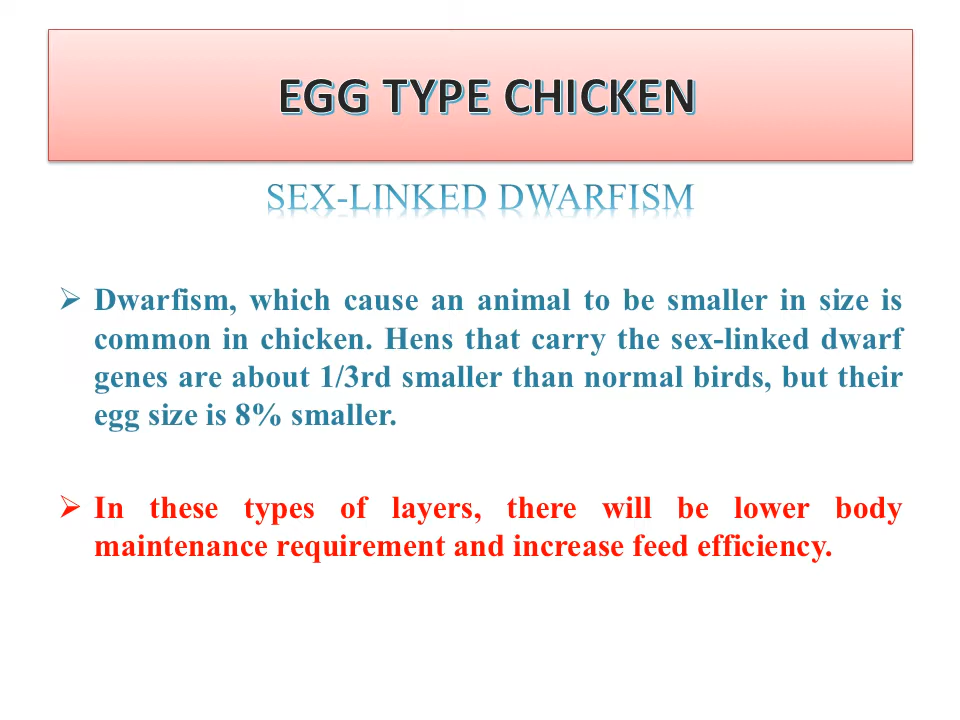 EGG TYPE CHICKEN
SEX-LINKED DWARFISM
➢ Dwarfism, which cause an animal to be smaller in size is
common in chicken. Hens that carry the sex-linked dwarf
genes are about 1/3rd smaller than normal birds, but their
egg size is 8% smaller.
➢ In these types of layers, there will be lower body
maintenance requirement and increase feed efficiency.